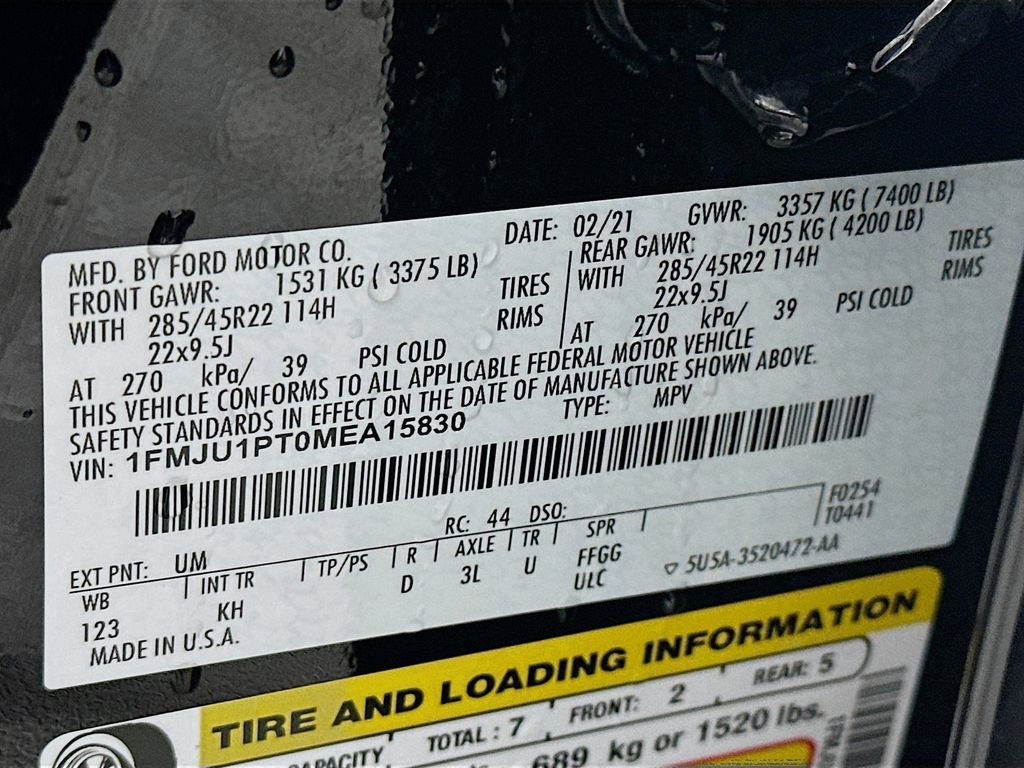 MFD. BY FORD MOTOR CO. DATE: 02/21 GVWR: 3357 KG ( 7400 LB)
FRONT GAWR: 1531 KG ( 3375 LB) REAR GAWR: 1905 KG ( 4200 LB)
WITH 285/45R22 114H TIRES WITH 285/45R22 114H TIRES
22x9.5J RIMS 22x9.5J RIMS
AT 270 kPa/ 39 PSI COLD AT 270 kPa/ 39 PSI COLD
THIS VEHICLE CONFORMS TO ALL APPLICABLE FEDERAL MOTOR VEHICLE
SAFETY STANDARDS IN EFFECT ON THE DATE OF MANUFACTURE SHOWN ABOVE.
VIN: 1FMJU1PT0MEA15830 TYPE: MPV
EXT PNT: UM RC: 44 DSO: F0254
WB INT TR TP/PS R AXLE TR SPR T0441
123 KH D 3L U FFGG
ULC
MADE IN U.S.A. 5U5A-3520472-AA
TIRE AND LOADING INFORMATION
TOTAL : 7 FRONT: 2 REAR: 5
689 kg or 1520 lbs.